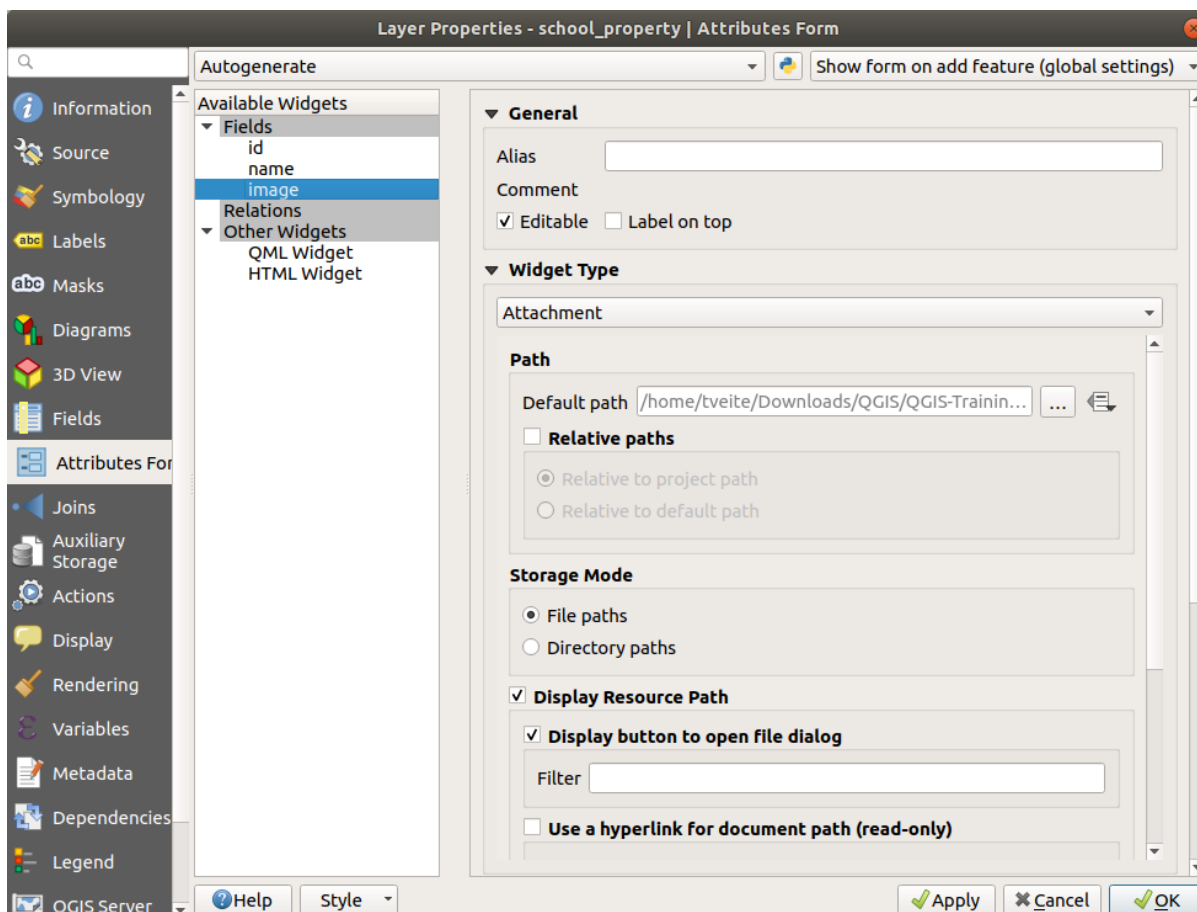 Layer Properties - school_property | Attributes Form
Autogenerate
Show form on add feature (global settings)
Information
Source
Symbology
abc Labels
abc Masks
Diagrams
3D View
Fields
Attributes For
Joins
Auxiliary
Storage
Actions
Display
Rendering
Variables
Metadata
Dependencies
Legend
QGIS Server
Available Widgets
Fields
id
name
image
Relations
Other Widgets
QML Widget
HTML Widget
General
Alias
Comment
Editable Label on top
Widget Type
Attachment
Path
Default path /home/tveite/Downloads/QGIS/QGIS-Trainin... ...
Relative paths
Relative to project path
Relative to default path
Storage Mode
File paths
Directory paths
Display Resource Path
Display button to open file dialog
Filter
Use a hyperlink for document path (read-only)
Help Style Apply Cancel OK